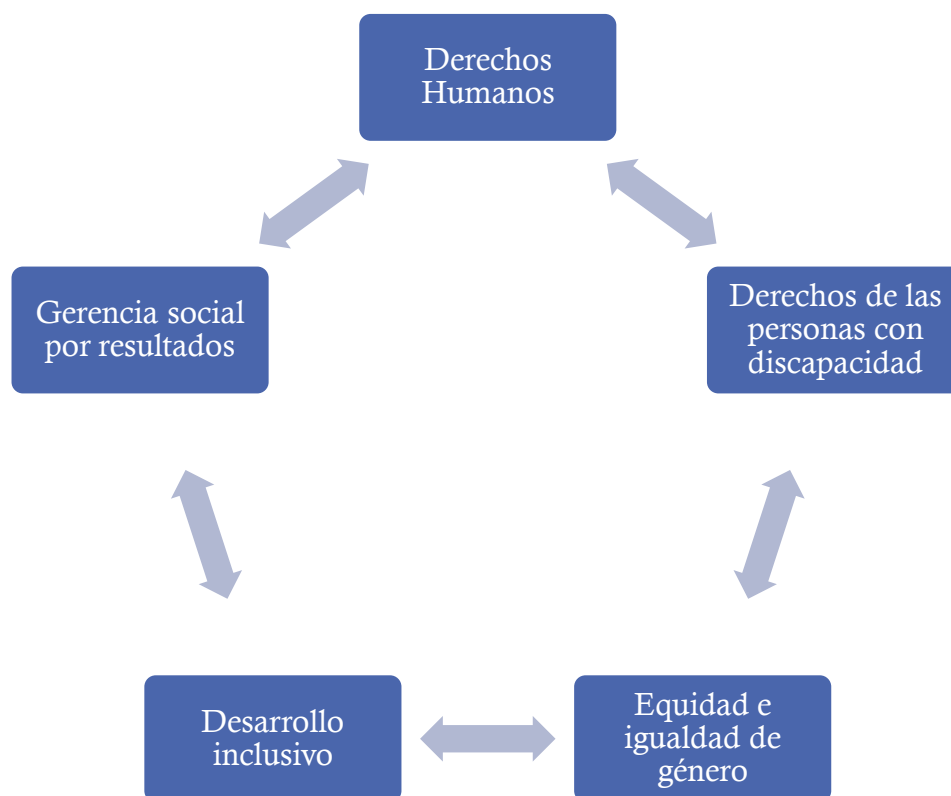 Derechos
Humanos
Gerencia social
por resultados
Derechos de las
personas con
discapacidad
Desarrollo
inclusivo
Equidad e
igualdad de
género